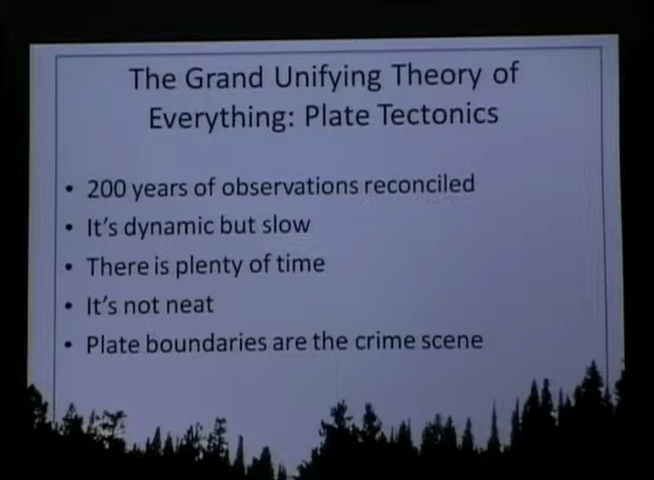 The Grand Unifying Theory of
Everything: Plate Tectonics
• 200 years of observations reconciled
• It's dynamic but slow
• There is plenty of time
• It's not neat
• Plate boundaries are the crime scene